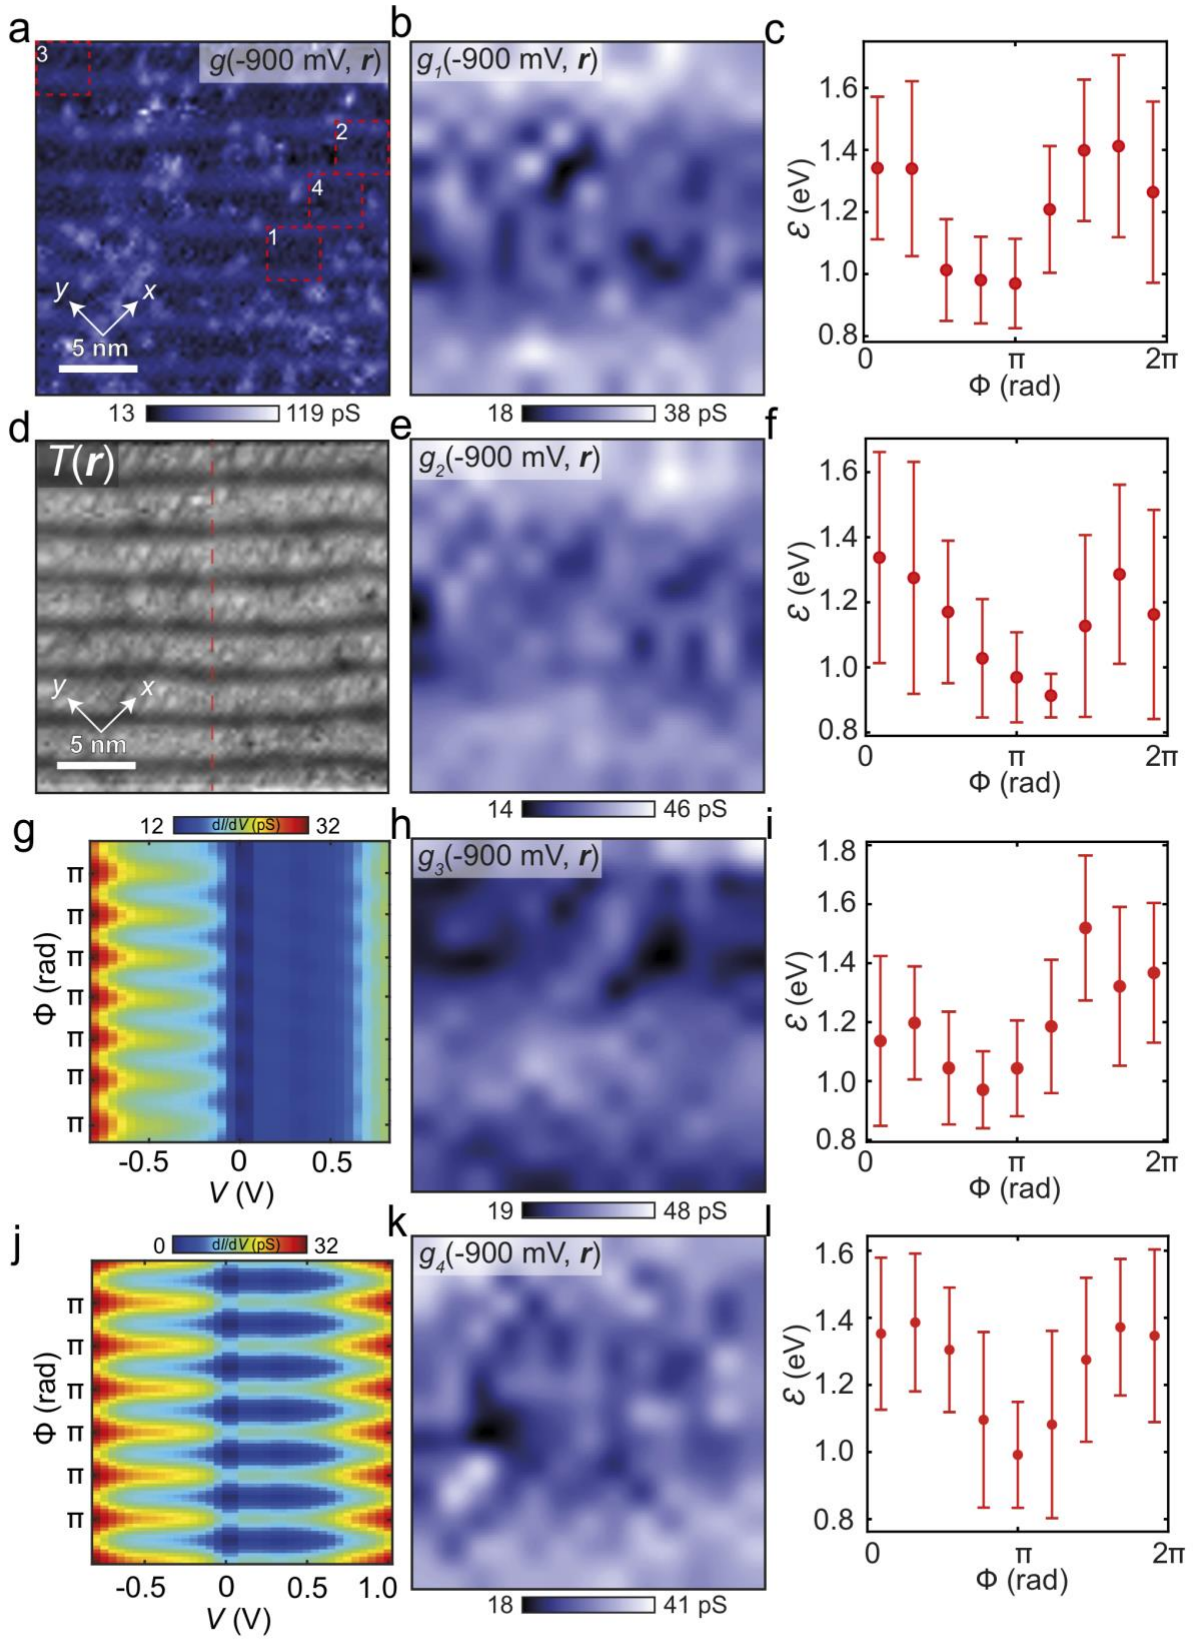 a
3
g(-900 mV, r)
2
4
1
y
x
5 nm
13
119 pS
b
g1(-900 mV, r)
18
38 pS
c
1.6
1.4
1.2
1.0
0.8
ℰ (eV)
0
π
2π
Φ (rad)
d
T(r)
y
x
5 nm
e
g2(-900 mV, r)
14
46 pS
f
1.6
1.4
1.2
1.0
0.8
ℰ (eV)
0
π
2π
Φ (rad)
g
12
dI/dV (pS)
32
π
π
π
π
π
π
π
Φ (rad)
-0.5
0
0.5
V (V)
h
g3(-900 mV, r)
19
48 pS
i
1.8
1.6
1.4
1.2
1.0
0.8
ℰ (eV)
0
π
2π
Φ (rad)
j
0
dI/dV (pS)
32
π
π
π
π
π
π
Φ (rad)
-0.5
0
0.5
1.0
V (V)
k
g4(-900 mV, r)
18
41 pS
l
1.6
1.4
1.2
1.0
0.8
ℰ (eV)
0
π
2π
Φ (rad)